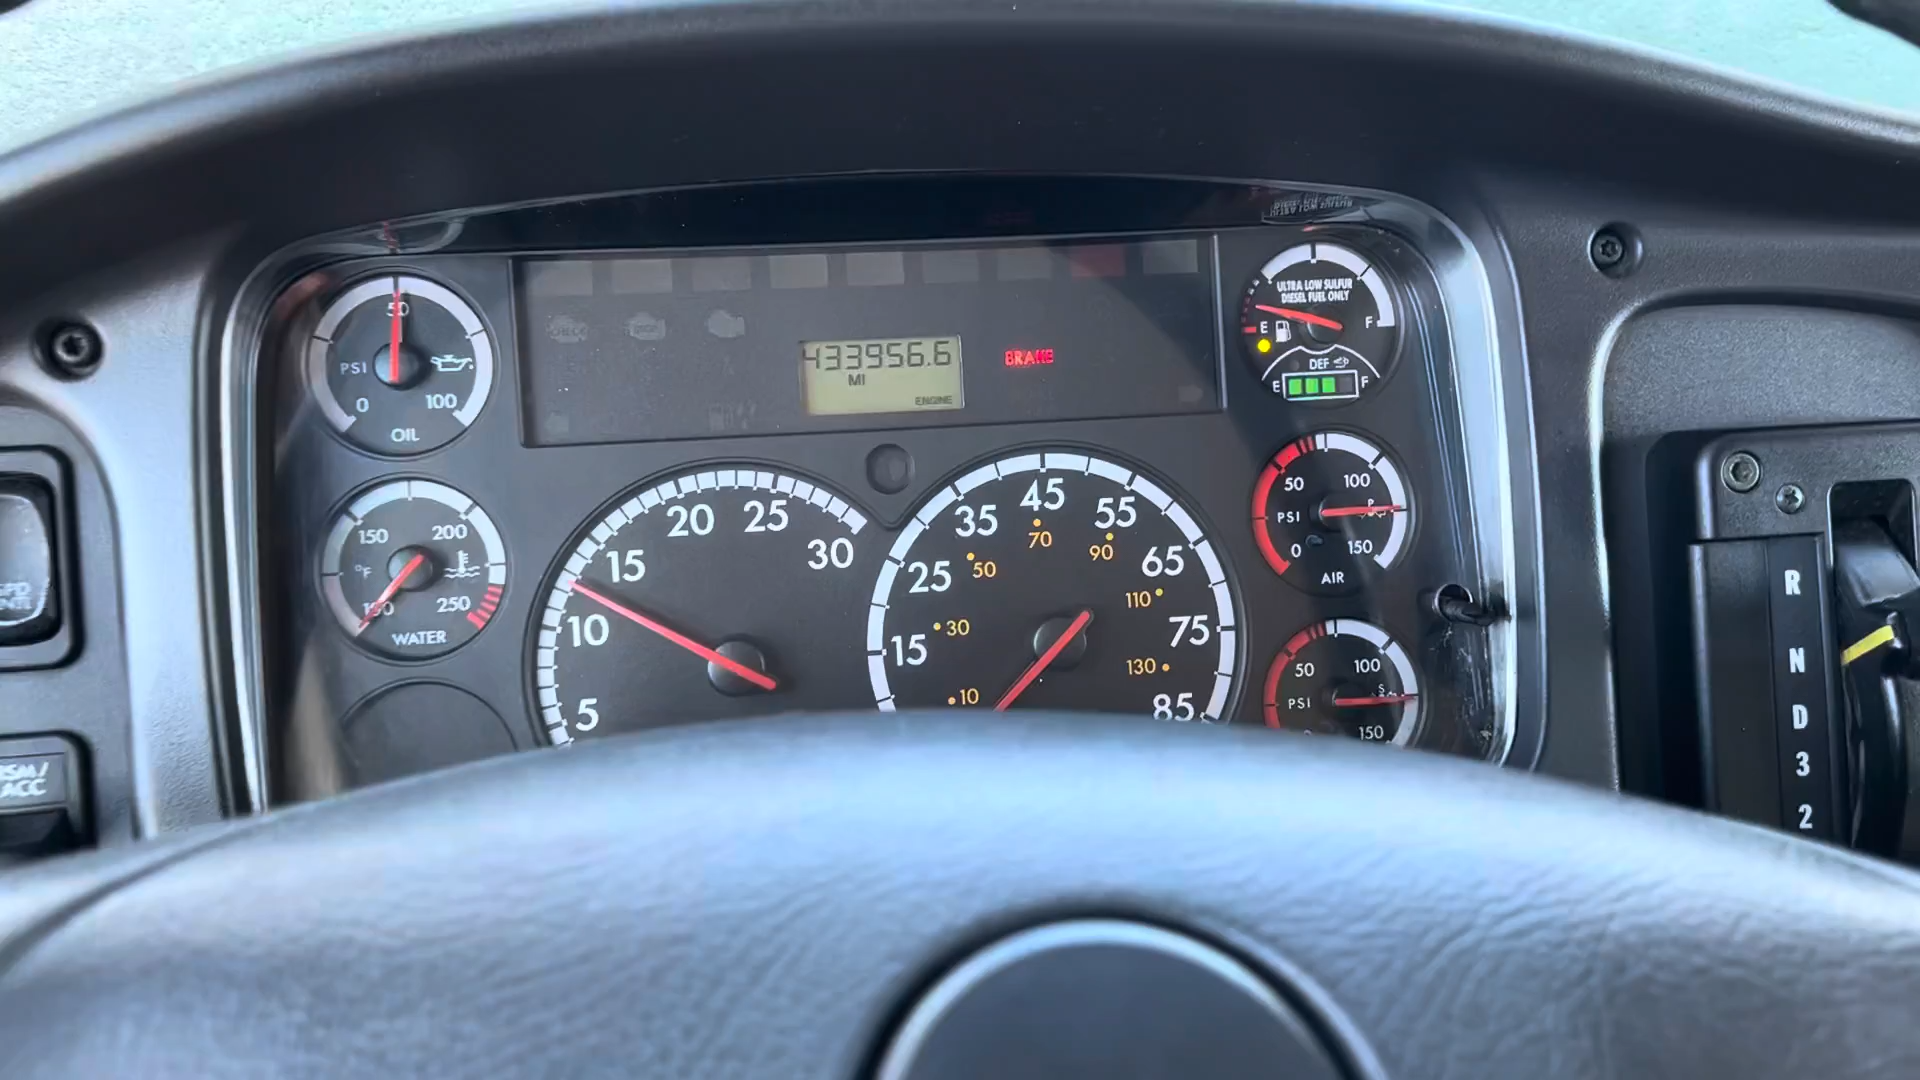 50
PSI
0
100
OIL
150
200
°F
250
WATER
433956.6
MI
ENGINE
BRAKE
ULTRA LOW SULFUR
DIESEL FUEL ONLY
E
F
DEF
E
F
5
10
15
20
25
30
15
25
35
45
55
65
75
85
10
30
50
70
90
110
130
50
100
P
PSI
0
150
AIR
50
100
S
PSI
150
R
N
D
3
2
ACC